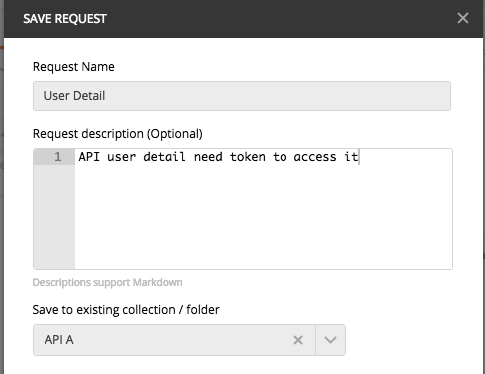 SAVE REQUEST
Request Name
User Detail
Request description (Optional)
1 API user detail need token to access it
Descriptions support Markdown
Save to existing collection / folder
API A